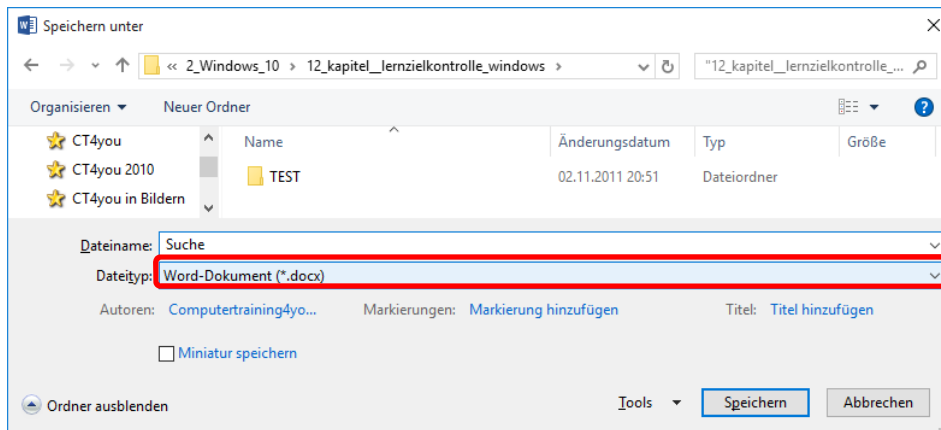 Speichern unter
« 2_Windows_10 › 12_kapitel__lernzielkontrolle_windows ›
"12_kapitel__lernzielkontrolle_...
Organisieren Neuer Ordner
CT4you
CT4you 2010
CT4you in Bildern
Name Änderungsdatum Typ Größe
TEST 02.11.2011 20:51 Dateiordner
Dateiname: Suche
Dateityp: Word-Dokument (*.docx)
Autoren: Computertraining4yo... Markierungen: Markierung hinzufügen Titel: Titel hinzufügen
Miniatur speichern
Ordner ausblenden Tools Speichern Abbrechen